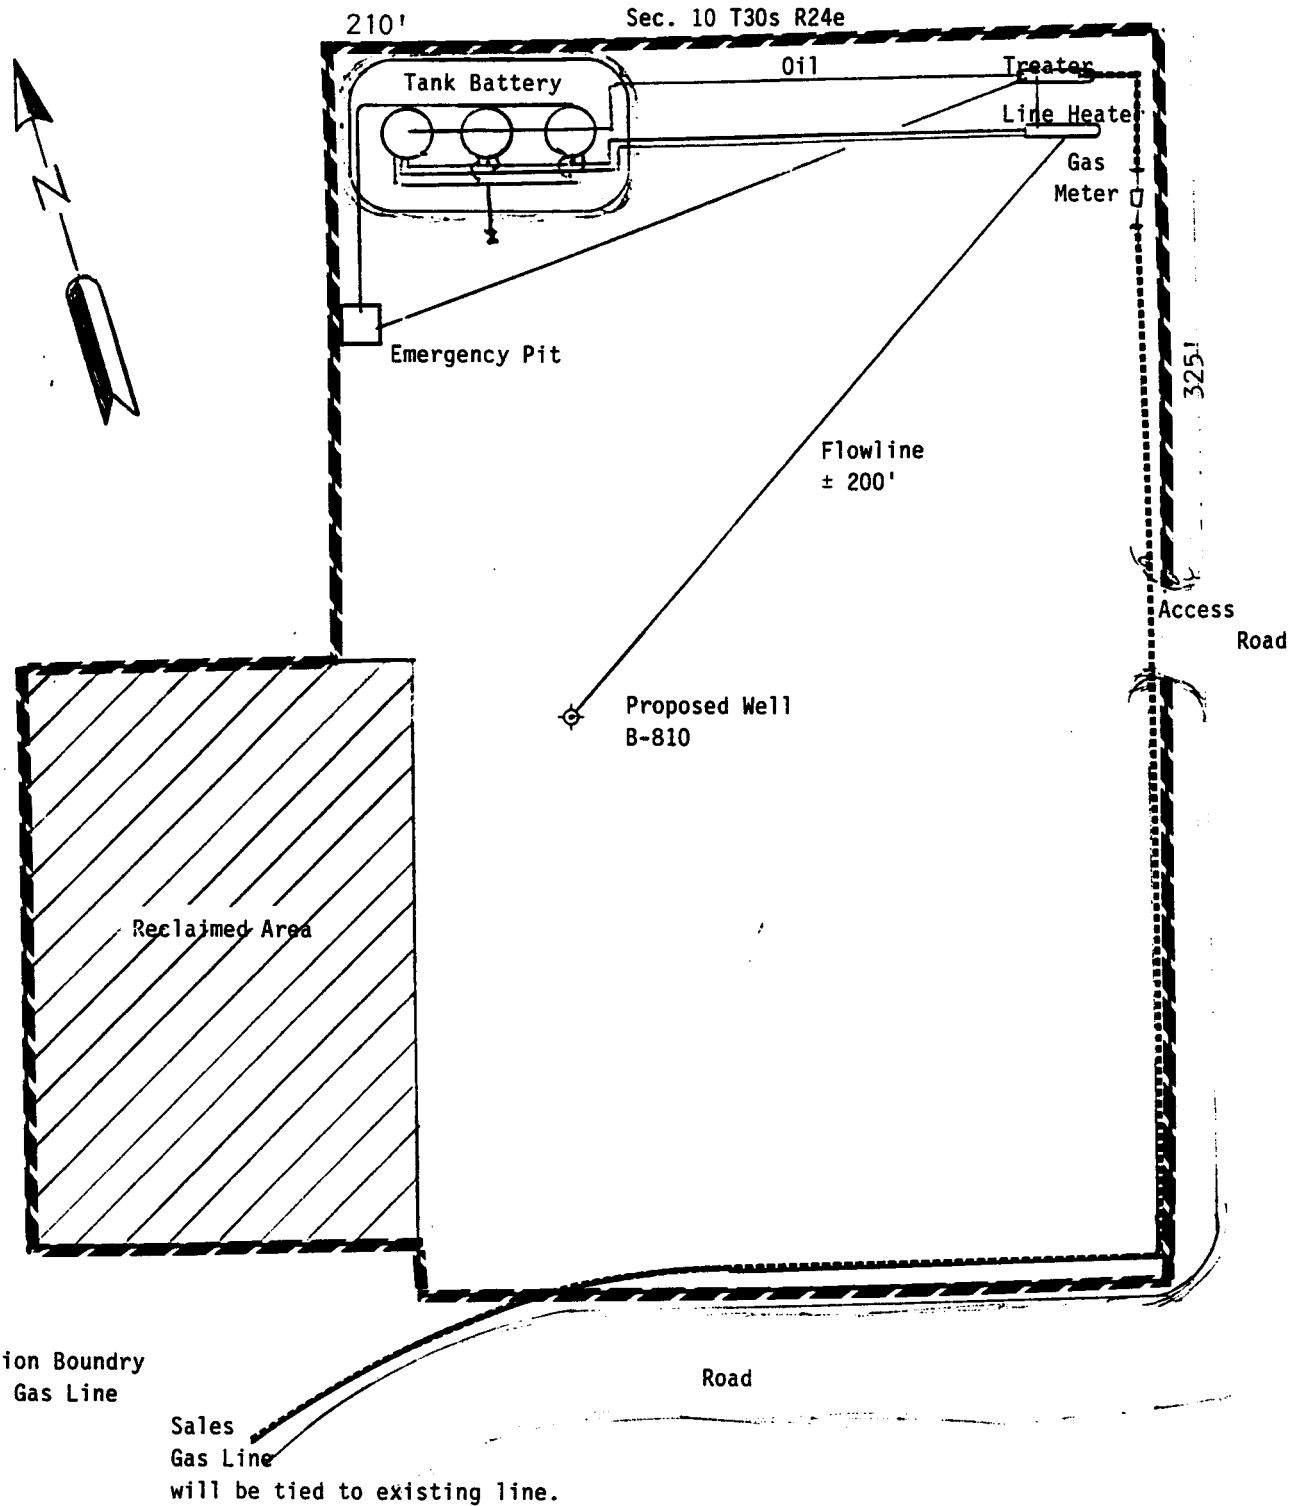 210'
Sec. 10 T30s R24e
Tank Battery
Oil
Treater
Line Heater
Gas
Meter
N
Emergency Pit
325'
Flowline
± 200'
Access
Road
Proposed Well
B-810
Reclaimed Area
ion Boundry
Gas Line
Road
Sales
Gas Line
will be tied to existing line.